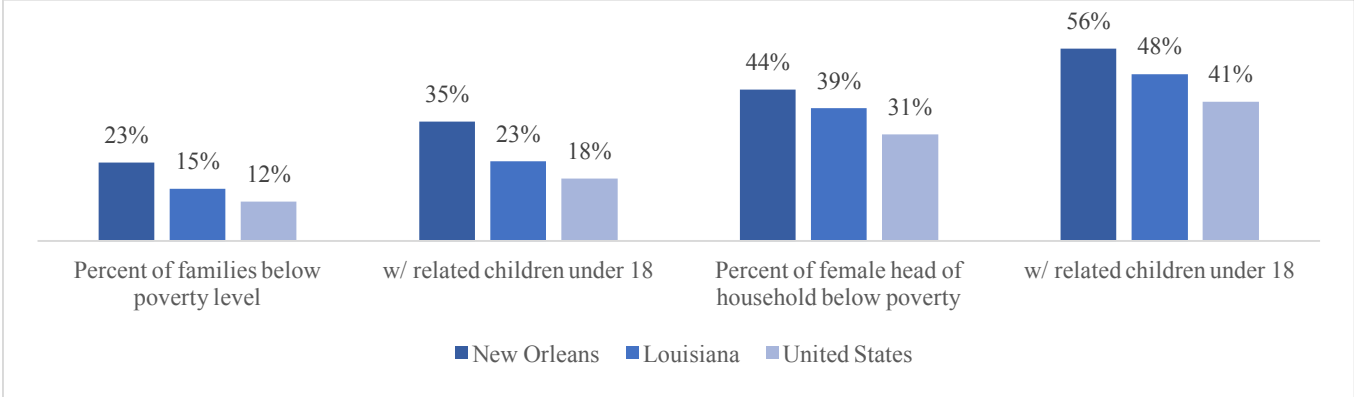 23%
15%
12%
35%
23%
18%
44%
39%
31%
56%
48%
41%
Percent of families below
poverty level
w/ related children under 18
Percent of female head of
household below poverty
w/ related children under 18
New Orleans
Louisiana
United States